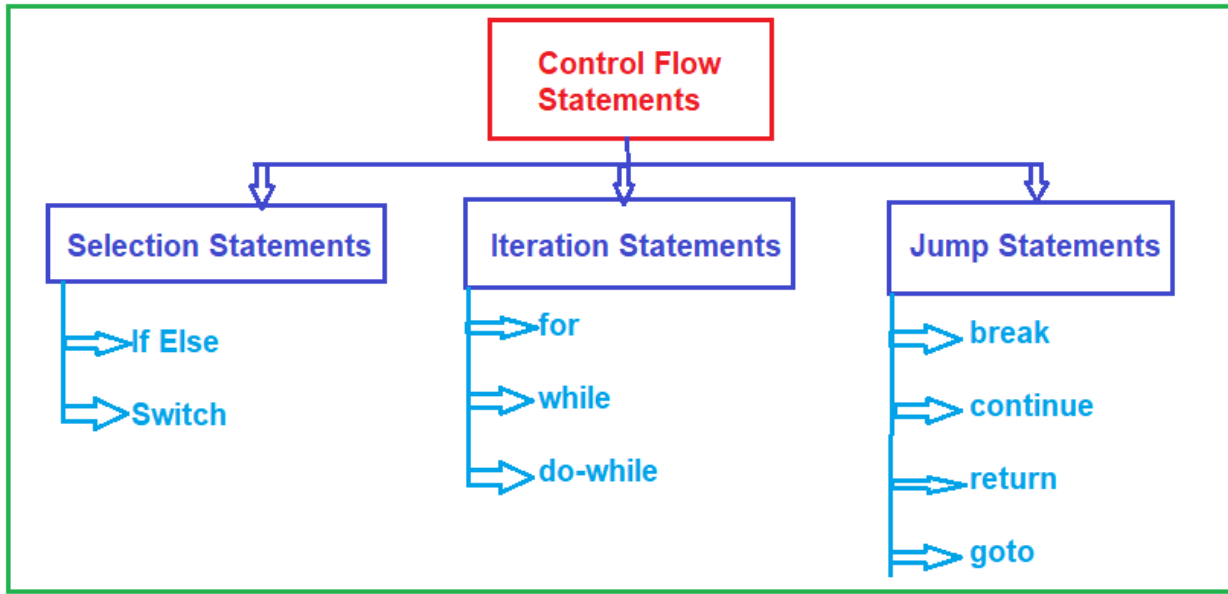 Control Flow
Statements
Selection Statements
If Else
Switch
Iteration Statements
for
while
do-while
Jump Statements
break
continue
return
goto